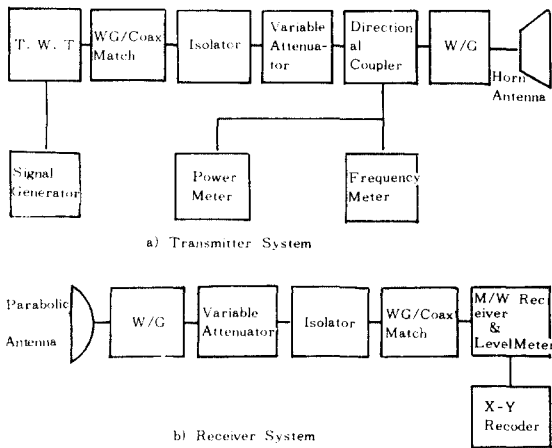 T. W. T
WG/Coax
Match
Isolator
Variable
Attenua-
tor
Direction
al
Coupler
W/G
Horn
Antenna
Signal
Generator
Power
Meter
Frequency
Meter
a) Transmitter System
Parabolic
Antenna
W/G
Variable
Attenuator
Isolator
WG/Coax
Match
M/W Rec
eiver
&
LevelMeter
X-Y
Recoder
b) Receiver System